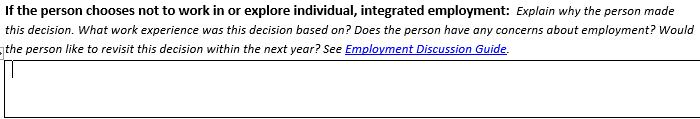 If the person chooses not to work in or explore individual, integrated employment: Explain why the person made
this decision. What work experience was this decision based on? Does the person have any concerns about employment? Would
the person like to revisit this decision within the next year? See Employment Discussion Guide.